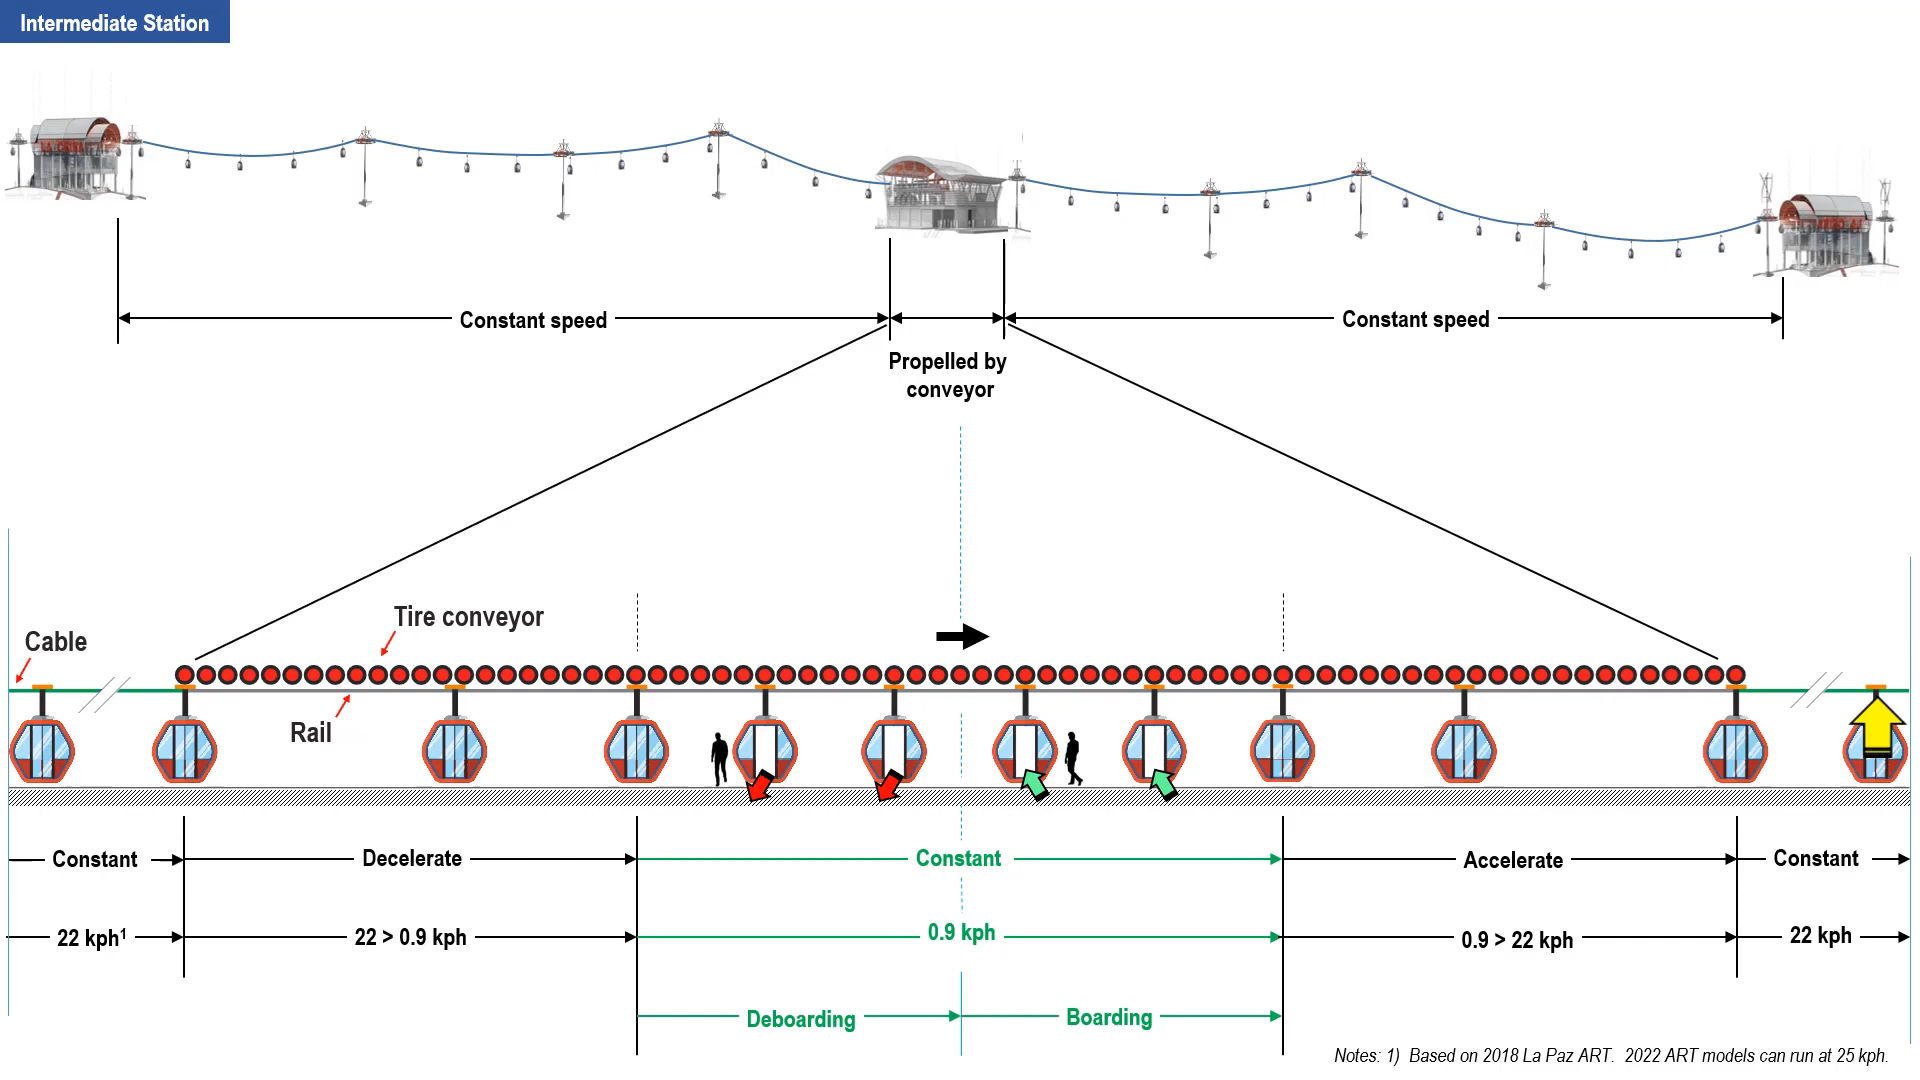 Intermediate Station
Constant speed
Constant speed
Propelled by
conveyor
Tire conveyor
Cable
Rail
Constant
Decelerate
Constant
Accelerate
Constant
22 kph¹
22 > 0.9 kph
0.9 kph
0.9 > 22 kph
22 kph
Deboarding
Boarding
Notes: 1) Based on 2018 La Paz ART. 2022 ART models can run at 25 kph.